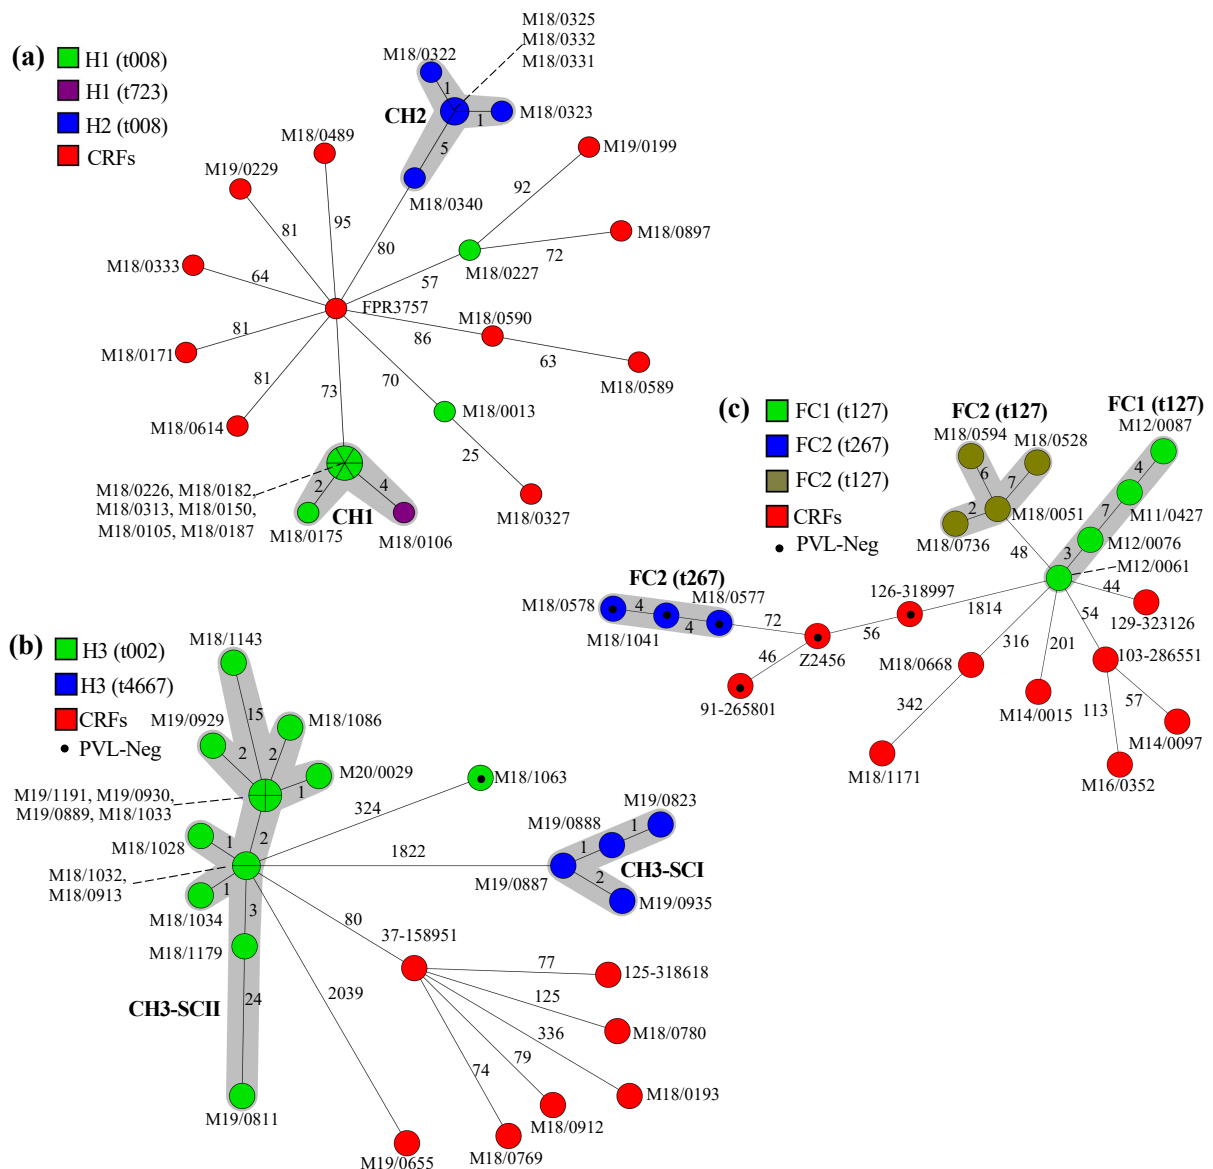 (a)
H1 (t008)
H1 (t723)
H2 (t008)
CRFs
M18/0325
M18/0332
M18/0331
M18/0322
1
CH2
1
M18/0323
5
M18/0340
M18/0489
M19/0229
M19/0199
92
81
95
80
M18/0897
72
M18/0227
57
M18/0333
64
FPR3757
M18/0590
86
63
M18/0589
81
M18/0171
81
M18/0614
73
70
M18/0013
25
M18/0327
M18/0226, M18/0182,
M18/0313, M18/0150,
M18/0105, M18/0187
2
4
CH1
M18/0175
M18/0106
(b)
H3 (t002)
H3 (t4667)
CRFs
PVL-Neg
M18/1143
15
M19/0929
2
2
M18/1086
M20/0029
1
M19/1191, M19/0930,
M19/0889, M18/1033
2
324
M18/1063
1
M18/1028
M18/1032,
M18/0913
1
M18/1034
3
M18/1179
CH3-SCII
24
M19/0811
1822
M19/0823
M19/0888
1
1
M19/0887
2
CH3-SCI
M19/0935
80
37-158951
77
125-318618
125
M18/0780
336
M18/0193
79
M18/0912
74
M18/0769
2039
M19/0655
(c)
FC1 (t127)
FC2 (t267)
FC2 (t127)
CRFs
PVL-Neg
FC2 (t127)
FC1 (t127)
M18/0594
M18/0528
M12/0087
6
7
4
2
M18/0051
M18/0736
7
M11/0427
M12/0076
3
M12/0061
48
44
129-323126
FC2 (t267)
M18/0578
M18/0577
4
4
M18/1041
72
126-318997
1814
56
Z2456
46
91-265801
316
M18/0668
342
M18/1171
201
M14/0015
54
103-286551
57
M14/0097
113
M16/0352